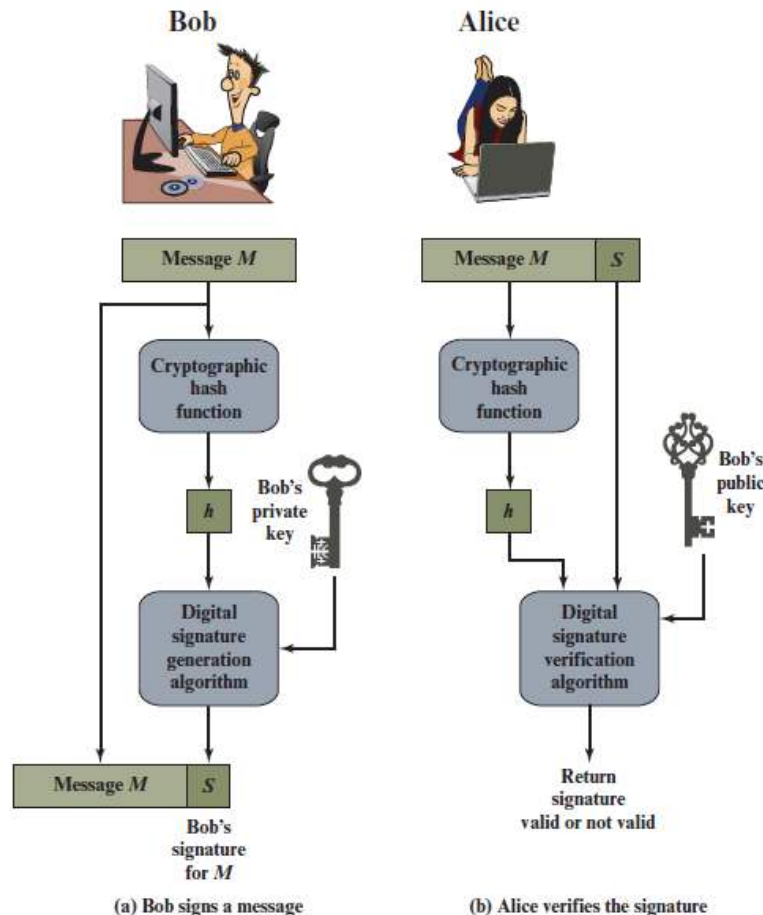 Bob
Message M
Cryptographic
hash
function
h
Bob's
private
key
Digital
signature
generation
algorithm
Message M
S
Bob's
signature
for M
(a) Bob signs a message
Alice
Message M
S
Cryptographic
hash
function
h
Bob's
public
key
Digital
signature
verification
algorithm
Return
signature
valid or not valid
(b) Alice verifies the signature